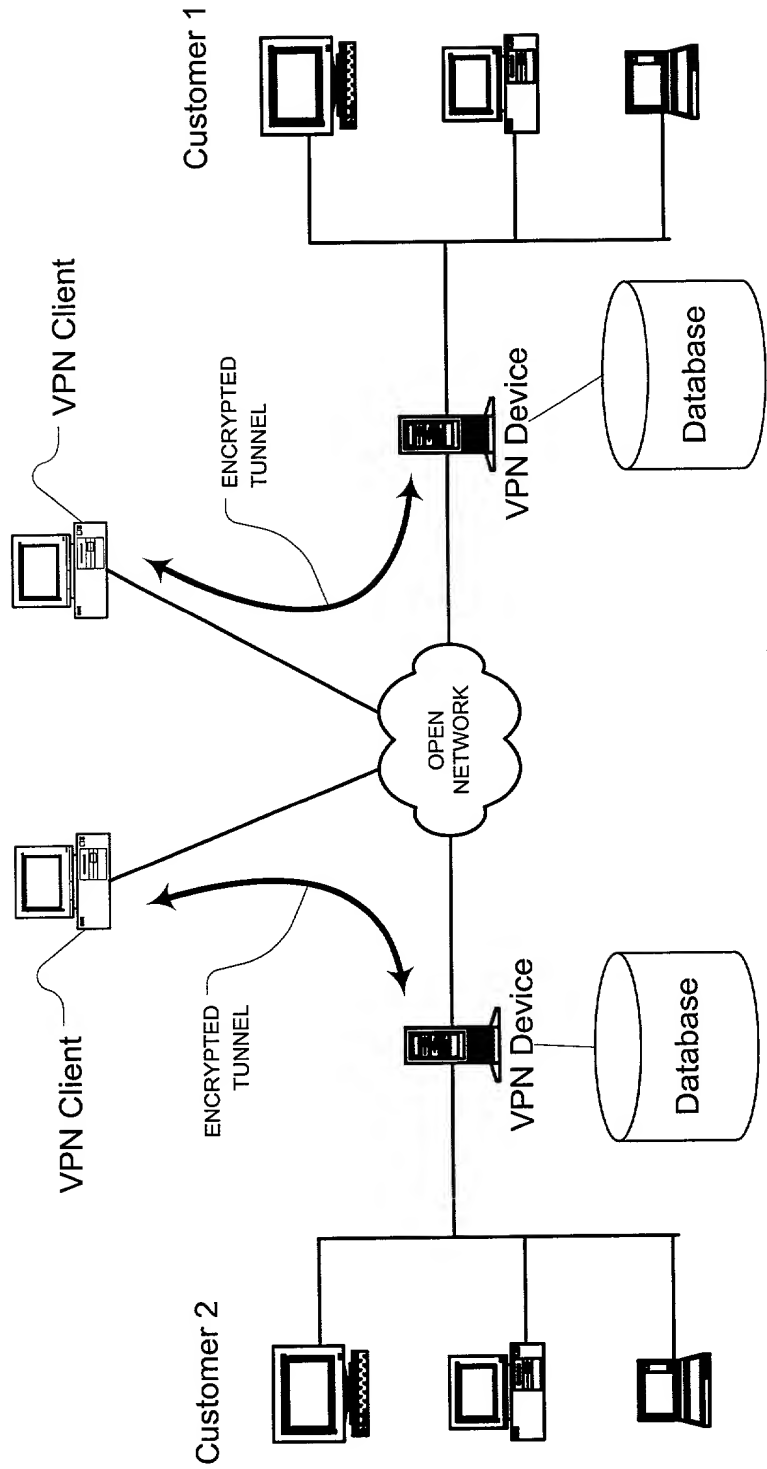 VPN Client
VPN Client
Customer 2
Customer 1
ENCRYPTED
TUNNEL
ENCRYPTED
TUNNEL
OPEN
NETWORK
VPN Device
VPN Device
Database
Database